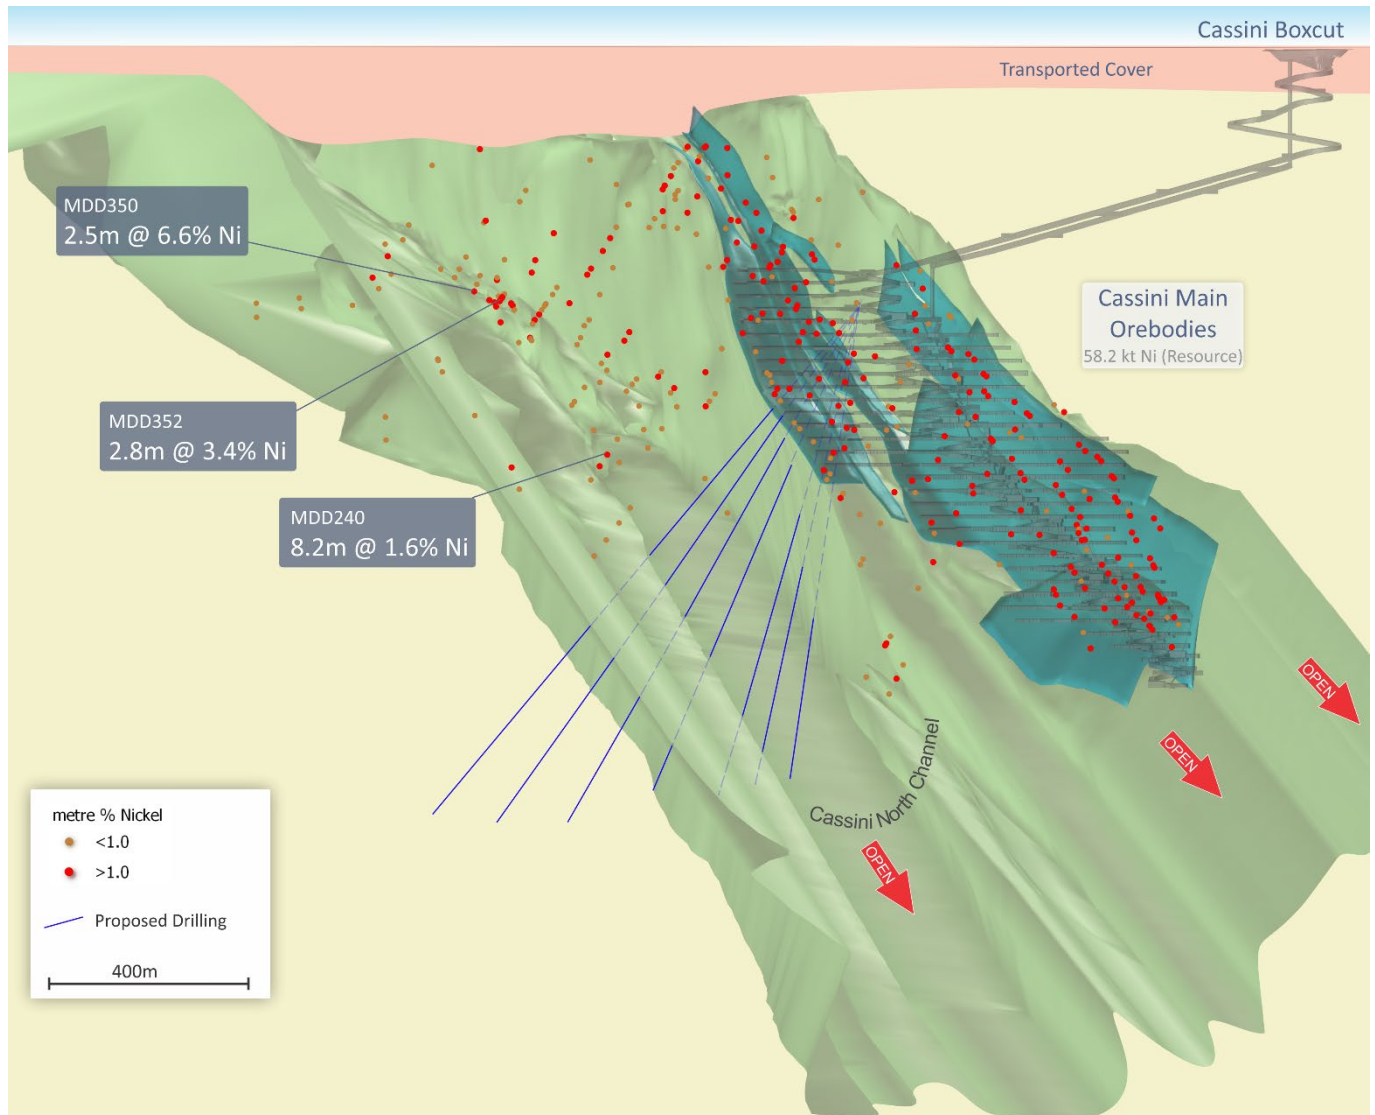 Cassini Boxcut
Transported Cover
MDD350
2.5m @ 6.6% Ni
Cassini Main
Orebodies
58.2 kt Ni (Resource)
MDD352
2.8m @ 3.4% Ni
MDD240
8.2m @ 1.6% Ni
OPEN
OPEN
Cassini North Channel
OPEN
metre % Nickel
<1.0
>1.0
Proposed Drilling
400m